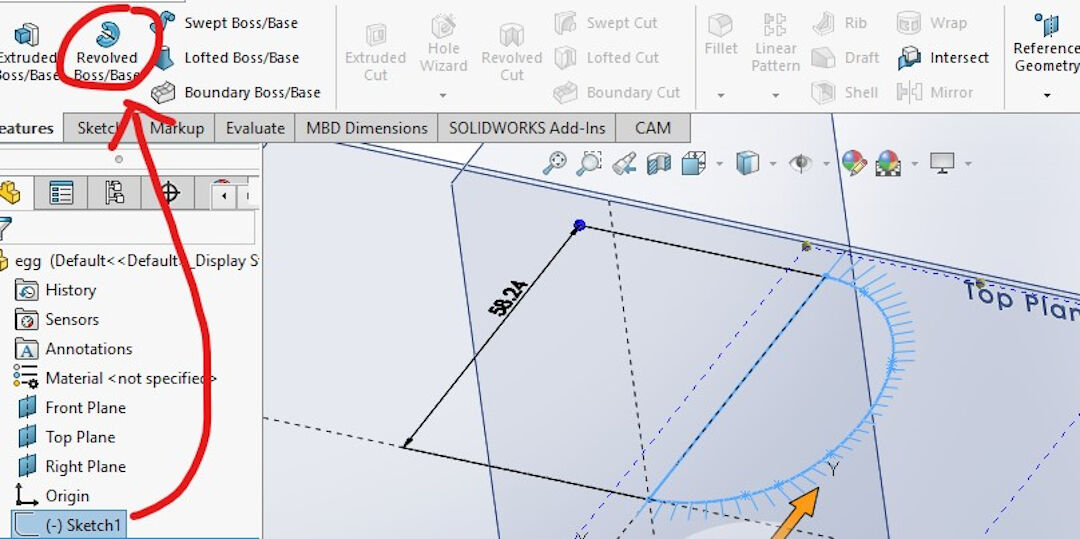 Swept Boss/Base
Rib
Wrap
Swept Cut
Extruded
Boss/Base
Revolved
Boss/Base
Lofted Boss/Base
Extruded
Cut
Hole
Wizard
Revolved
Cut
Lofted Cut
Fillet
Linear
Pattern
Draft
Intersect
Reference
Geometry
Boundary Boss/Base
Boundary Cut
Shell
Mirror
eatures
Sketch
Markup
Evaluate
MBD Dimensions
SOLIDWORKS Add-Ins
CAM
egg (Default<<Default>_Display S
History
Sensors
Annotations
Material <not specified>
Front Plane
Top Plane
Right Plane
Origin
(-) Sketch1
58.24
Top Plan
Y